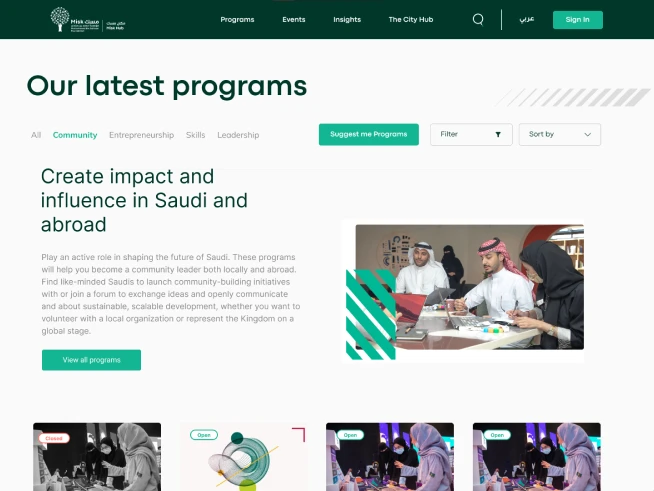 Misk مسك
ملتقى مسك
Misk Hub
Programs
Events
Insights
The City Hub
عربي
Sign In
Our latest programs
All
Community
Entrepreneurship
Skills
Leadership
Suggest me Programs
Filter
Sort by
Create impact and
influence in Saudi and
abroad
Play an active role in shaping the future of Saudi. These programs
will help you become a community leader both locally and abroad.
Find like-minded Saudis to launch community-building initiatives
with or join a forum to exchange ideas and openly communicate
and about sustainable, scalable development, whether you want to
volunteer with a local organization or represent the Kingdom on a
global stage.
View all programs
Closed
Open
Open
Open